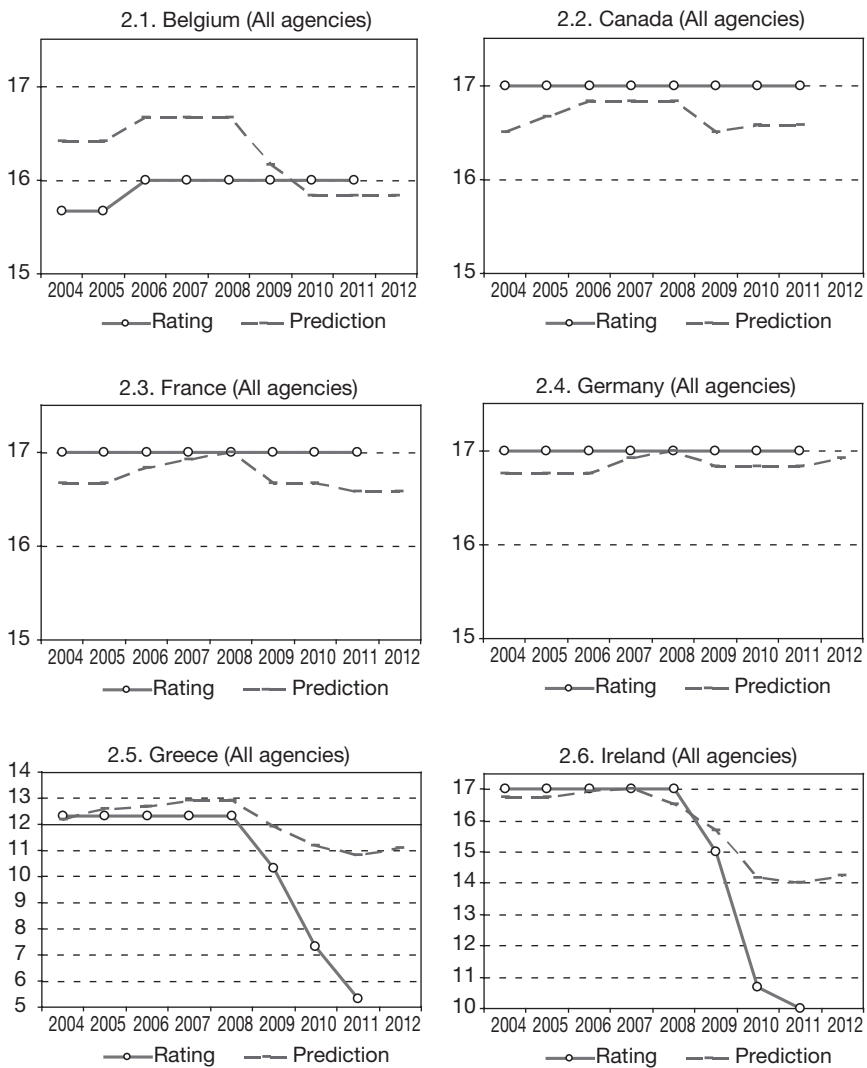 2.1. Belgium (All agencies)
17
16
15
2004 2005 2006 2007 2008 2009 2010 2011 2012
Rating Prediction
2.2. Canada (All agencies)
17
16
15
2004 2005 2006 2007 2008 2009 2010 2011 2012
Rating Prediction
2.3. France (All agencies)
17
16
15
2004 2005 2006 2007 2008 2009 2010 2011 2012
Rating Prediction
2.4. Germany (All agencies)
17
16
15
2004 2005 2006 2007 2008 2009 2010 2011 2012
Rating Prediction
2.5. Greece (All agencies)
14
13
12
11
10
9
8
7
6
5
2004 2005 2006 2007 2008 2009 2010 2011 2012
Rating Prediction
2.6. Ireland (All agencies)
17
16
15
14
13
12
11
10
2004 2005 2006 2007 2008 2009 2010 2011 2012
Rating Prediction